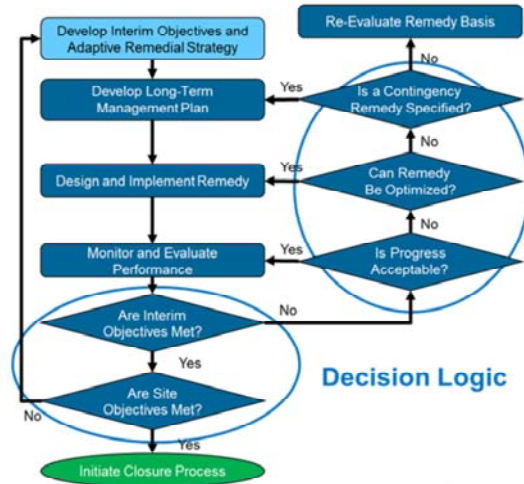 Develop Interim Objectives and
Adaptive Remedial Strategy
Re-Evaluate Remedy Basis
No
Develop Long-Term
Management Plan
Yes
Is a Contingency
Remedy Specified?
No
Design and Implement Remedy
Yes
Can Remedy
Be Optimized?
No
Monitor and Evaluate
Performance
Yes
Is Progress
Acceptable?
Are Interim
Objectives Met?
No
Yes
Decision Logic
Are Site
Objectives Met?
No
Yes
Initiate Closure Process